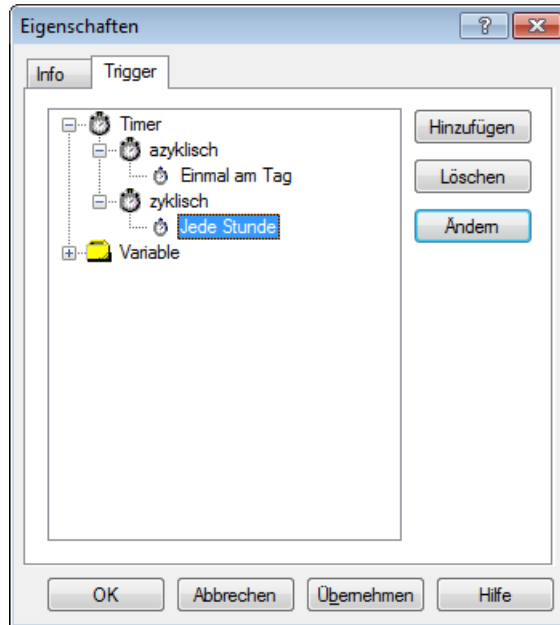 Eigenschaften
Info
Trigger
Timer
azyklisch
Einmal am Tag
zyklisch
Jede Stunde
Variable
Hinzufügen
Löschen
Ändern
OK
Abbrechen
Übernehmen
Hilfe